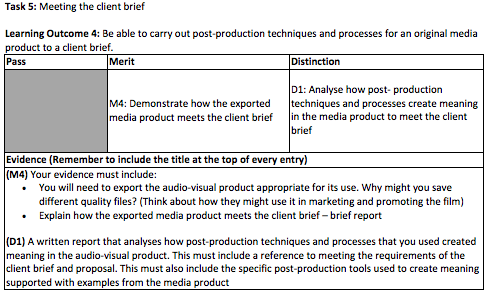 Task 5: Meeting the client brief
Learning Outcome 4: Be able to carry out post-production techniques and processes for an original media
product to a client brief.
Pass
Merit
Distinction
M4: Demonstrate how the exported
media product meets the client brief
D1: Analyse how post- production
techniques and processes create meaning
in the media product to meet the client
brief
Evidence (Remember to include the title at the top of every entry)
(M4) Your evidence must include:
• You will need to export the audio-visual product appropriate for its use. Why might you save
different quality files? (Think about how they might use it in marketing and promoting the film)
• Explain how the exported media product meets the client brief – brief report
(D1) A written report that analyses how post-production techniques and processes that you used created
meaning in the audio-visual product. This must include a reference to meeting the requirements of the
client brief and proposal. This must also include the specific post-production tools used to create meaning
supported with examples from the media product